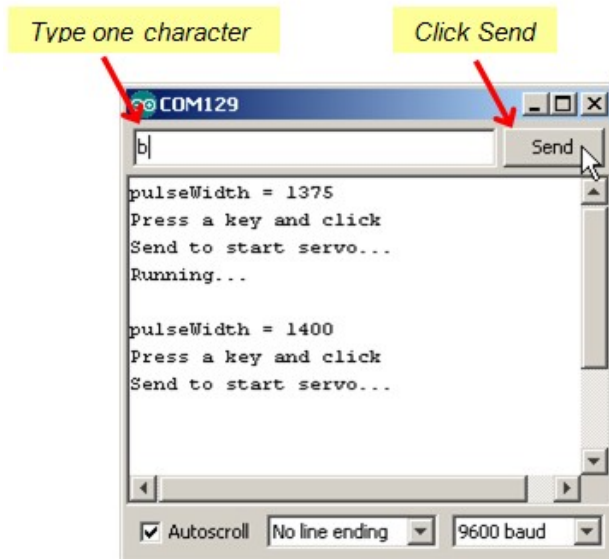 Type one character
Click Send
COM129
b
Send
pulseWidth = 1375
Press a key and click
Send to start servo...
Running...
pulseWidth = 1400
Press a key and click
Send to start servo...
Autoscroll
No line ending
9600 baud